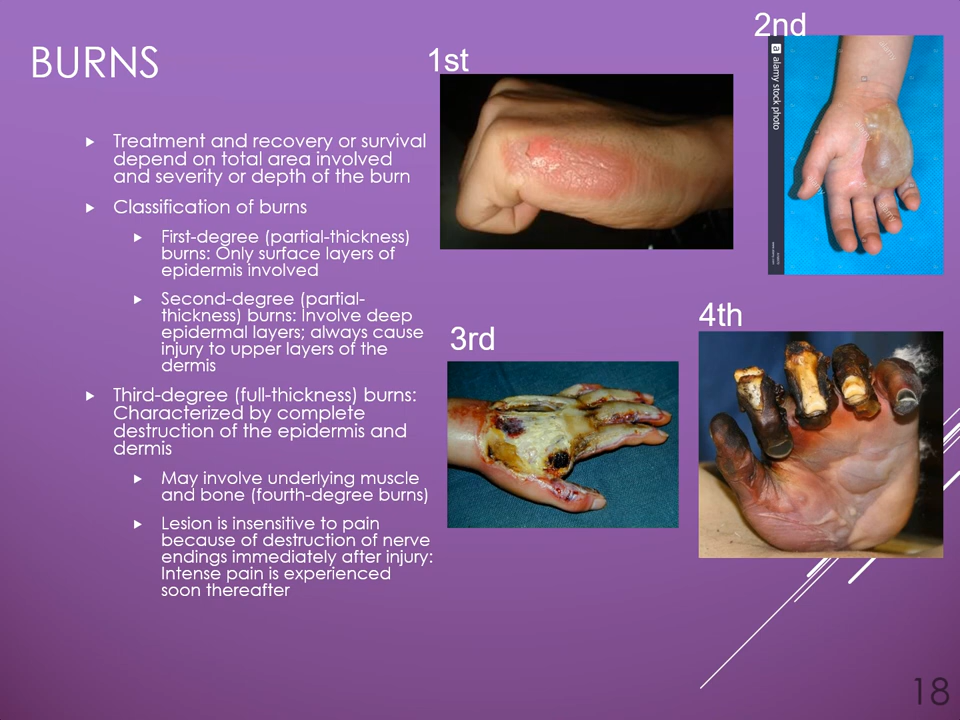 BURNS
Treatment and recovery or survival
depend on total area involved
and severity or depth of the burn
Classification of burns
First-degree (partial-thickness)
burns: Only surface layers of
epidermis involved
Second-degree (partial-
thickness) burns: Involve deep
epidermal layers; always cause
injury to upper layers of the
dermis
Third-degree (full-thickness) burns:
Characterized by complete
destruction of the epidermis and
dermis
May involve underlying muscle
and bone (fourth-degree burns)
Lesion is insensitive to pain
because of destruction of nerve
endings immediately after injury:
Intense pain is experienced
soon thereafter
1st
2nd
a alamy stock photo
3rd
4th
18